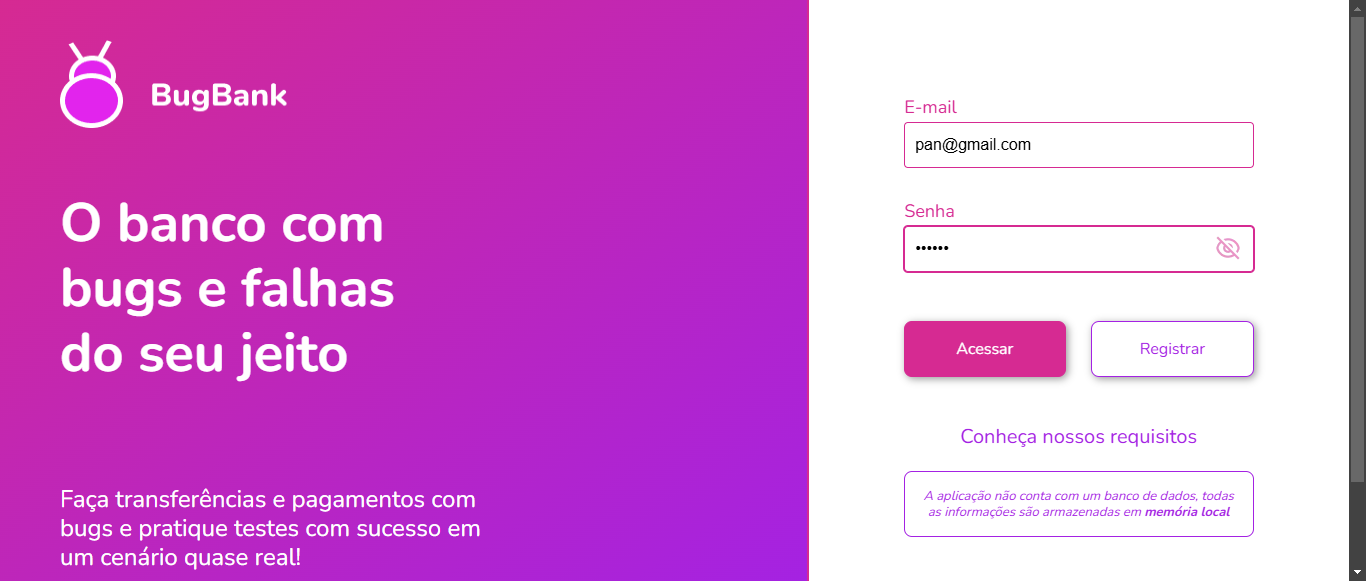 BugBank
O banco com
bugs e falhas
do seu jeito
Faça transferências e pagamentos com
bugs e pratique testes com sucesso em
um cenário quase real!
E-mail
pan@gmail.com
Senha
••••••
Acessar
Registrar
Conheça nossos requisitos
A aplicação não conta com um banco de dados, todas
as informações são armazenadas em memória local